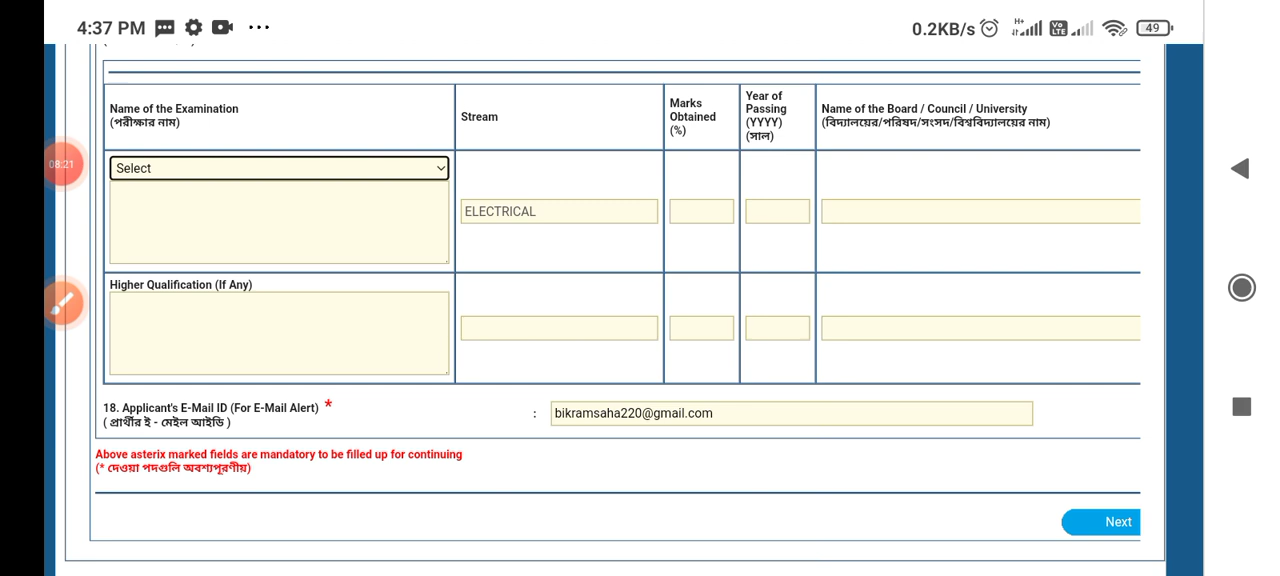 4:37 PM
0.2KB/s
H+
Vo LTE
49
08:21
Name of the Examination
(পরীক্ষার নাম)
Stream
Marks
Obtained
(%)
Year of
Passing
(YYYY)
(সাল)
Name of the Board / Council / University
(বিদ্যালয়ের/পরিষদ/সংসদ/বিশ্ববিদ্যালয়ের নাম)
Select
ELECTRICAL
Higher Qualification (If Any)
18. Applicant's E-Mail ID (For E-Mail Alert) * : bikramsaha220@gmail.com
( প্রার্থীর ই - মেইল আইডি )
Above asterix marked fields are mandatory to be filled up for continuing
(* দেওয়া পদগুলি অবশ্যপূরণীয়)
Next